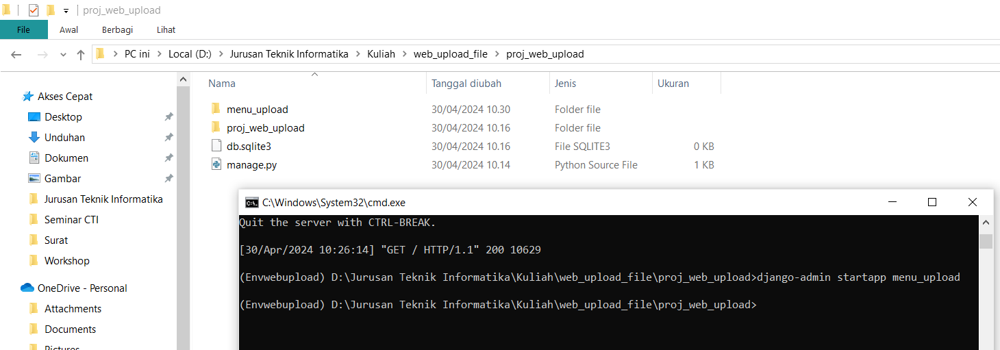 proj_web_upload
File Awal Berbagi Lihat
PC ini Local (D:) Jurusan Teknik Informatika Kuliah web_upload_file proj_web_upload
Nama Tanggal diubah Jenis Ukuran
Akses Cepat
Desktop
Unduhan
Dokumen
Gambar
Jurusan Teknik Informatika
Seminar CTI
Surat
Workshop
OneDrive - Personal
Attachments
Documents
Pictures
menu_upload 30/04/2024 10.30 Folder file
proj_web_upload 30/04/2024 10.16 Folder file
db.sqlite3 30/04/2024 10.16 File SQLITE3 0 KB
manage.py 30/04/2024 10.14 Python Source File 1 KB
C:\Windows\System32\cmd.exe
Quit the server with CTRL-BREAK.
[30/Apr/2024 10:26:14] "GET / HTTP/1.1" 200 10629
(Envwebupload) D:\Jurusan Teknik Informatika\Kuliah\web_upload_file\proj_web_upload>django-admin startapp menu_upload
(Envwebupload) D:\Jurusan Teknik Informatika\Kuliah\web_upload_file\proj_web_upload>